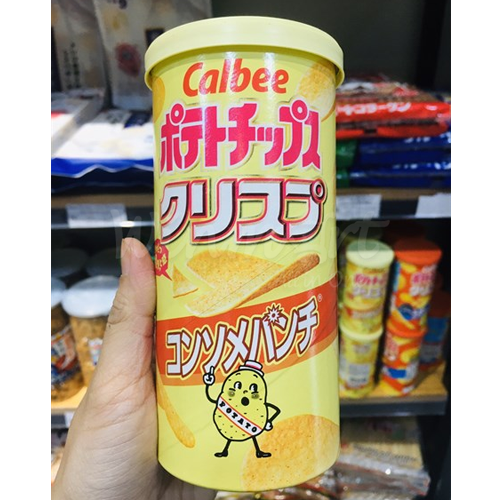 Calbee
ポテトチップス
クリスプ
コンソメパンチ®
POTATO